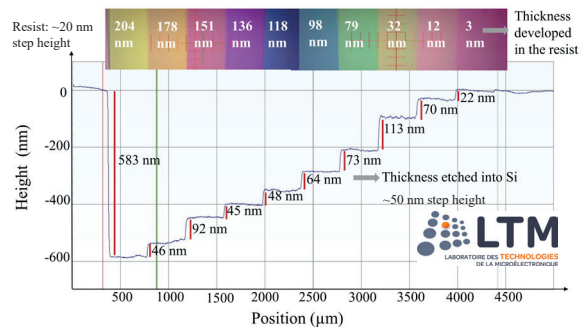 Resist: ~20 nm
step height
204
nm
178
nm
151
nm
136
nm
118
nm
98
nm
79
nm
32
nm
12
nm
3
nm
Thickness
developed
in the resist
0
-200
-400
-600
Height (nm)
583 nm
46 nm
92 nm
45 nm
48 nm
64 nm
73 nm
113 nm
70 nm
22 nm
Thickness etched into Si
~50 nm step height
LTM
LABORATOIRE DES TECHNOLOGIES
DE LA MICROÉLECTRONIQUE
500
1000
1500
2000
2500
3000
3500
4000
4500
5000
Position (µm)